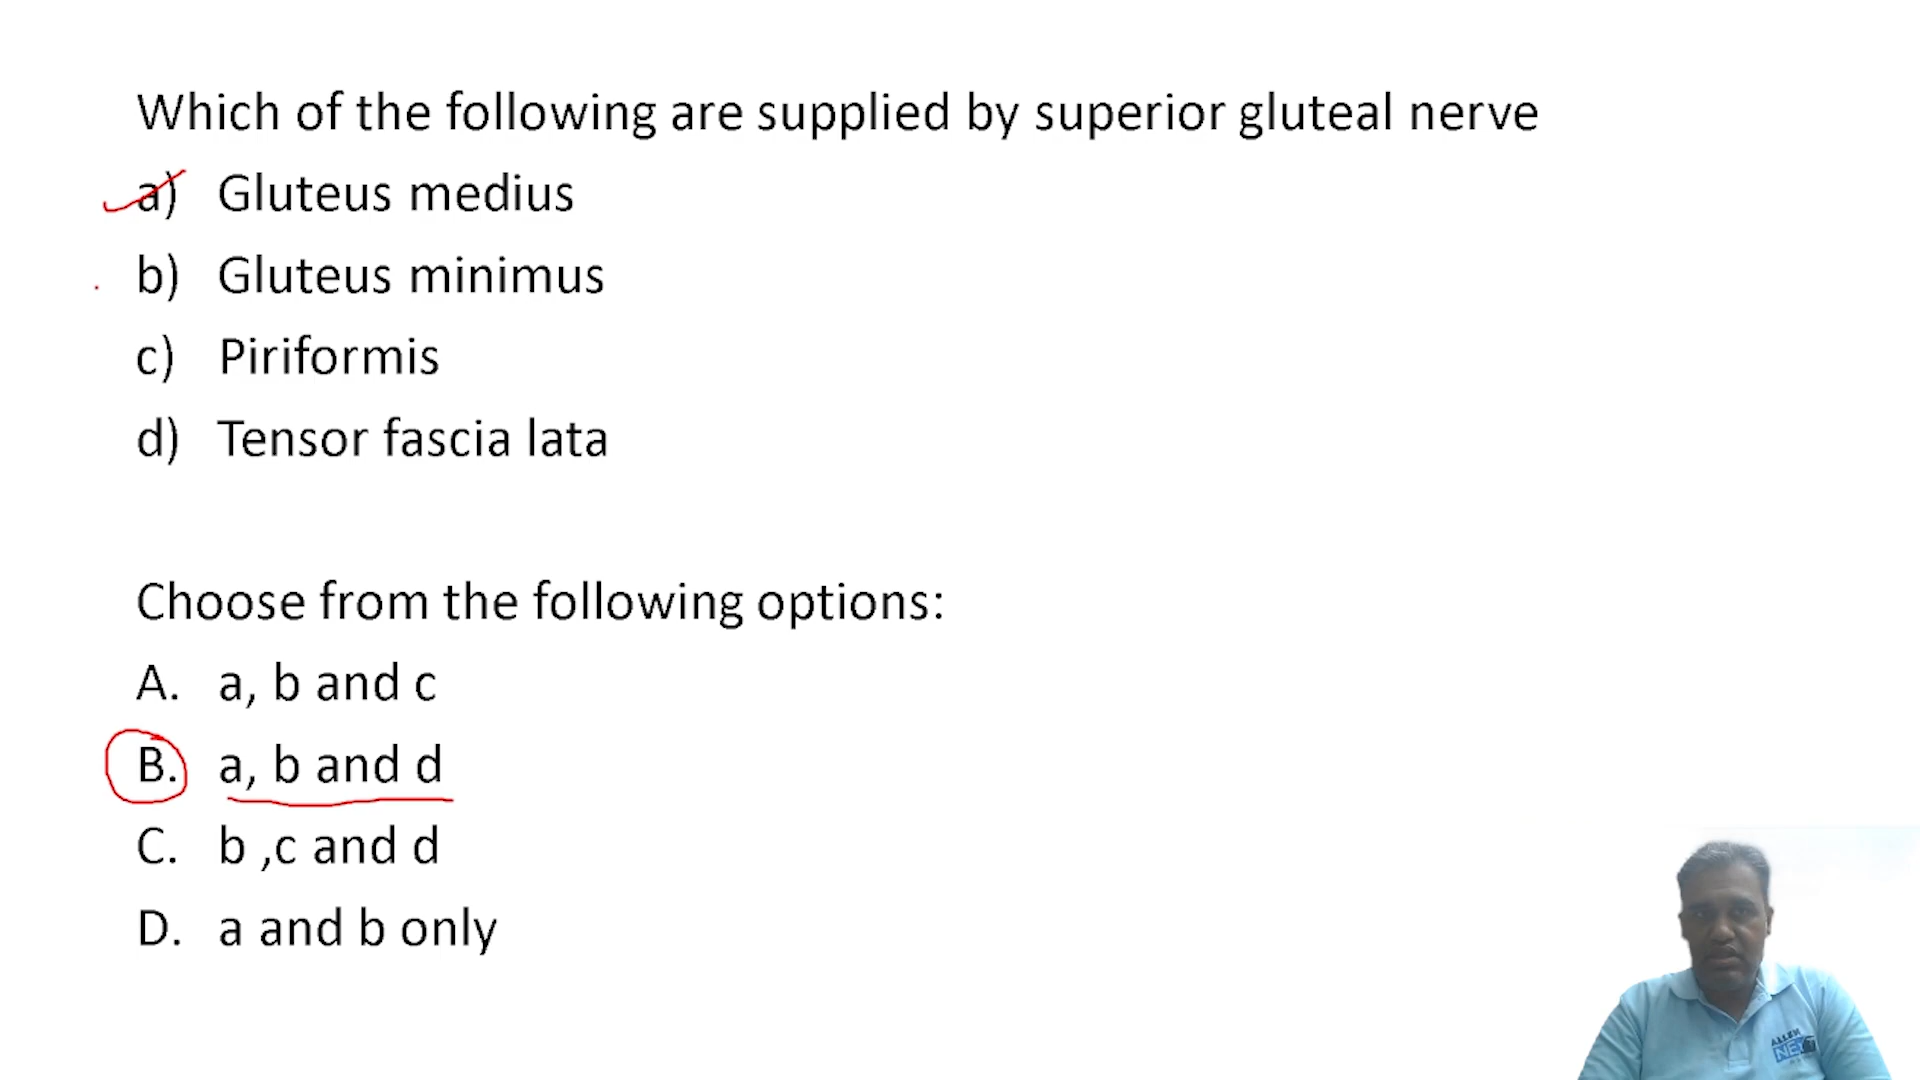 Which of the following are supplied by superior gluteal nerve
a) Gluteus medius
b) Gluteus minimus
c) Piriformis
d) Tensor fascia lata
Choose from the following options:
A. a, b and c
B. a, b and d
C. b ,c and d
D. a and b only
ALLEN